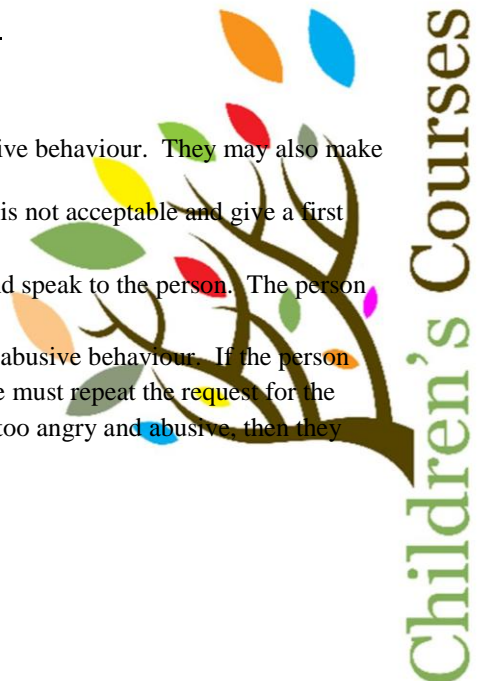 .
ive behaviour. They may also make
is not acceptable and give a first
d speak to the person. The person
abusive behaviour. If the person
e must repeat the request for the
too angry and abusive, then they
Children's Courses